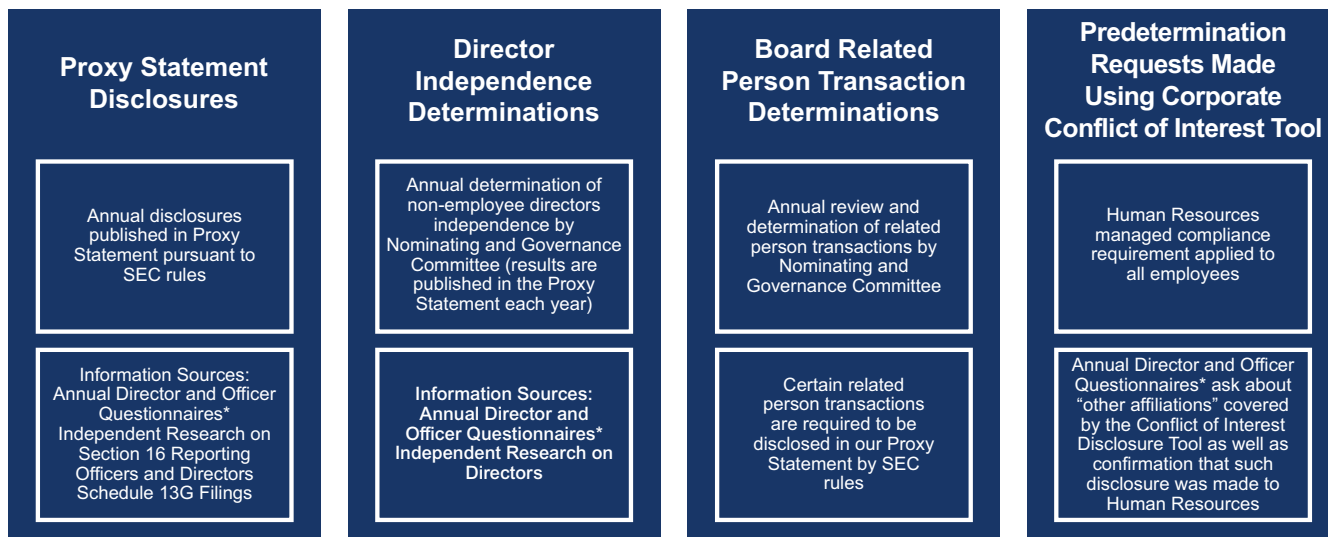 Proxy Statement
Disclosures
Annual disclosures
published in Proxy
Statement pursuant to
SEC rules
Information Sources:
Annual Director and Officer
Questionnaires*
Independent Research on
Section 16 Reporting
Officers and Directors
Schedule 13G Filings
Director
Independence
Determinations
Annual determination of
non-employee directors
independence by
Nominating and Governance
Committee (results are
published in the Proxy
Statement each year)
Information Sources:
Annual Director and
Officer Questionnaires*
Independent Research on
Directors
Board Related
Person Transaction
Determinations
Annual review and
determination of related
person transactions by
Nominating and
Governance Committee
Certain related
person transactions
are required to be
disclosed in our Proxy
Statement by SEC
rules
Predetermination
Requests Made
Using Corporate
Conflict of Interest Tool
Human Resources
managed compliance
requirement applied to
all employees
Annual Director and Officer
Questionnaires* ask about
“other affiliations” covered
by the Conflict of Interest
Disclosure Tool as well as
confirmation that such
disclosure was made to
Human Resources